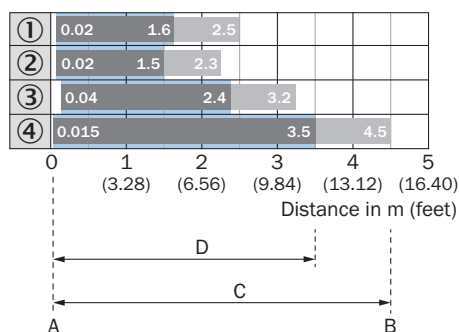 ① 0.02 1.6 2.5
② 0.02 1.5 2.3
③ 0.04 2.4 3.2
④ 0.015 3.5 4.5
0 1 2 3 4 5
(3.28) (6.56) (9.84) (13.12) (16.40)
Distance in m (feet)
D
C
A B